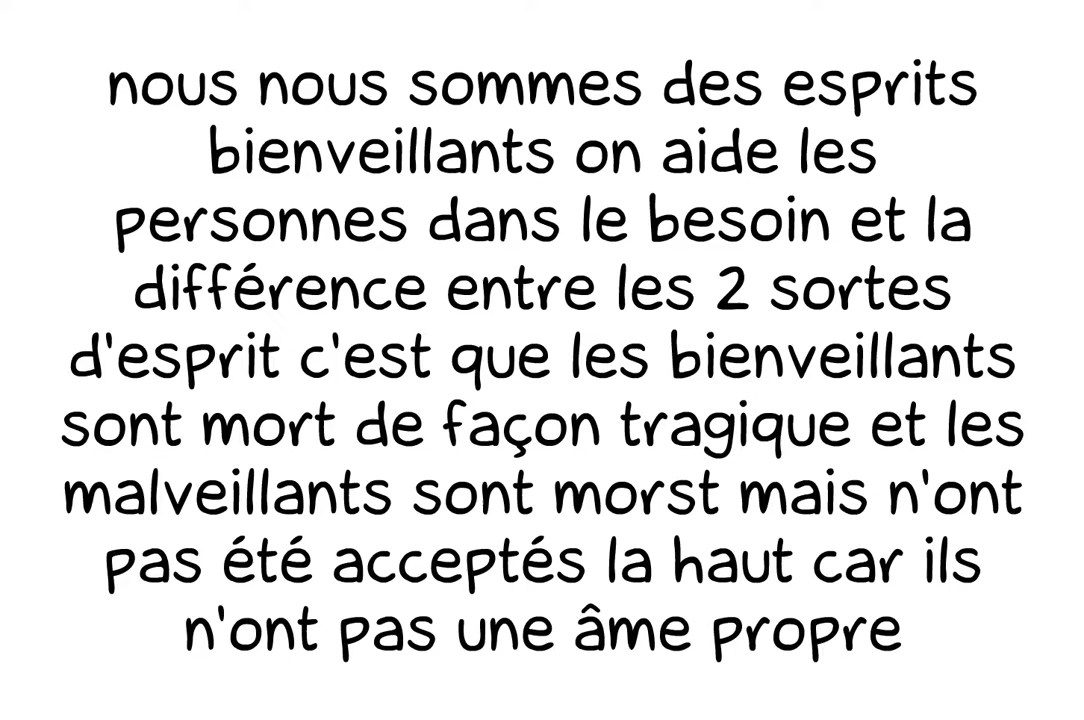 nous nous sommes des esprits
bienveillants on aide les
personnes dans le besoin et la
différence entre les 2 sortes
d'esprit c'est que les bienveillants
sont mort de façon tragique et les
malveillants sont morst mais n'ont
pas été acceptés la haut car ils
n'ont pas une âme propre